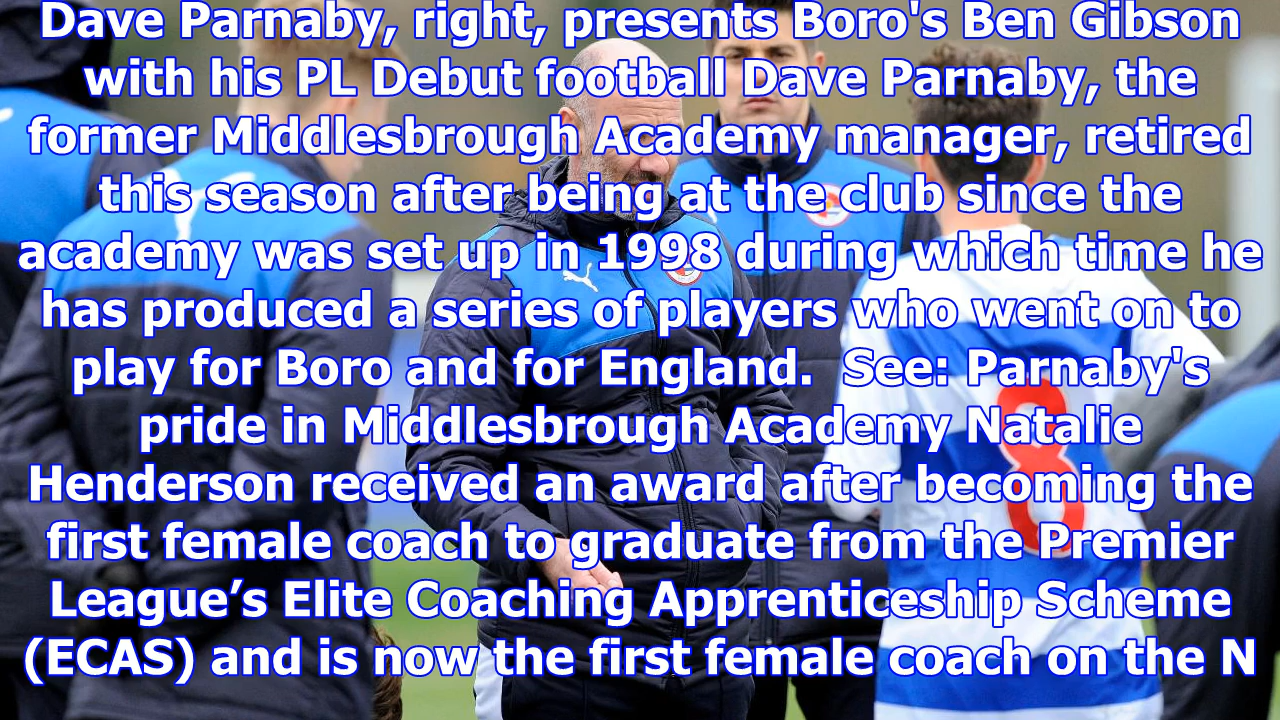 Dave Parnaby, right, presents Boro's Ben Gibson
with his PL Debut football Dave Parnaby, the
former Middlesbrough Academy manager, retired
this season after being at the club since the
academy was set up in 1998 during which time he
has produced a series of players who went on to
play for Boro and for England.  See: Parnaby's
pride in Middlesbrough Academy Natalie
Henderson received an award after becoming the
first female coach to graduate from the Premier
League’s Elite Coaching Apprenticeship Scheme
(ECAS) and is now the first female coach on the N
8